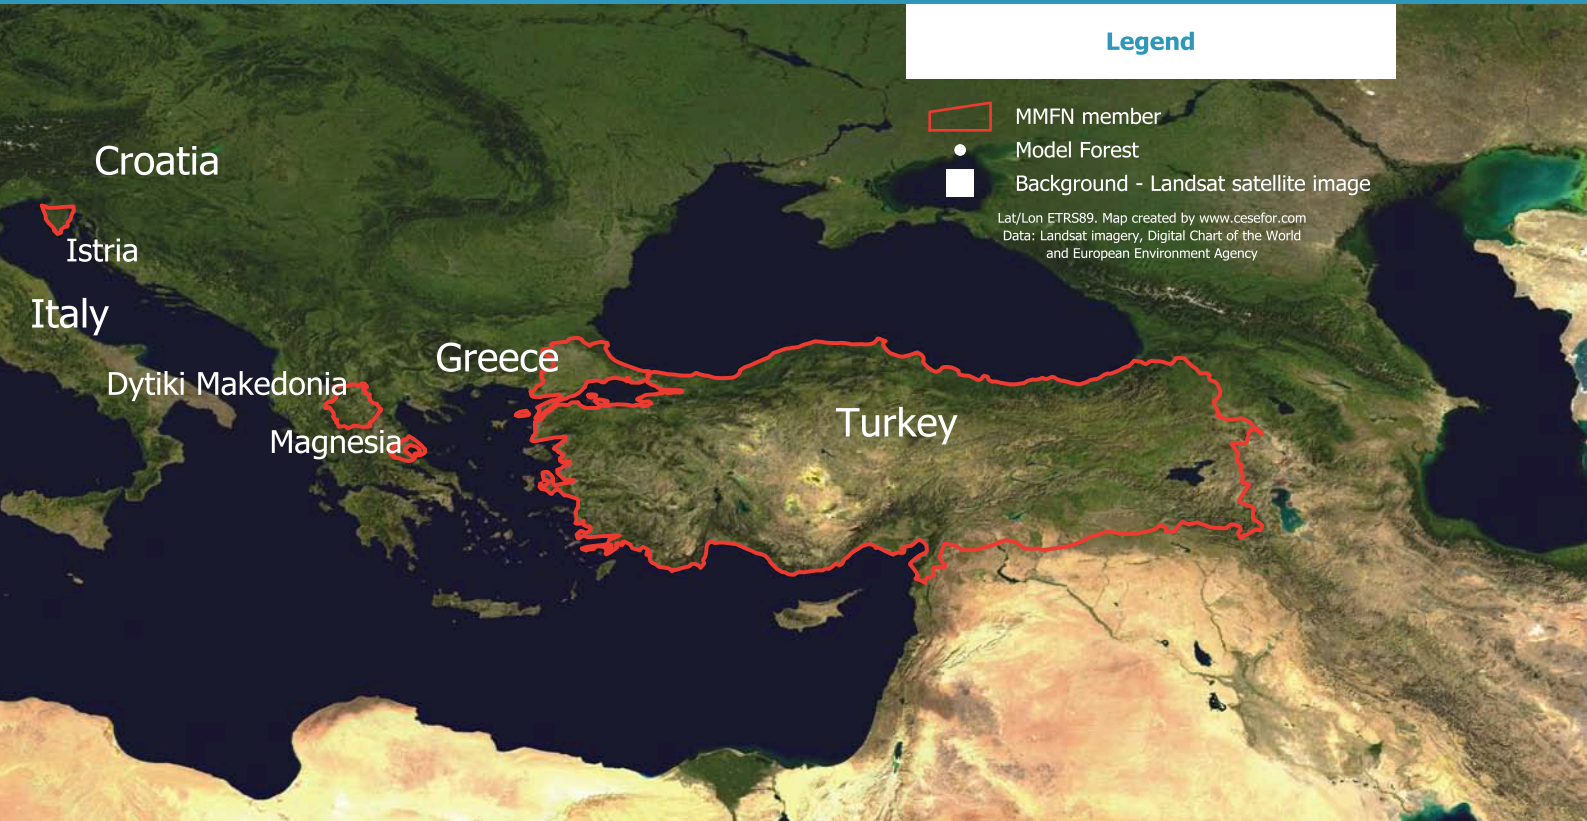 Legend
MMFN member
Model Forest
Background - Landsat satellite image
Lat/Lon ETRS89. Map created by www.cesefor.com
Data: Landsat imagery, Digital Chart of the World
and European Environment Agency
Croatia
Istria
Italy
Greece
Dytiki Makedonia
Turkey
Magnesia